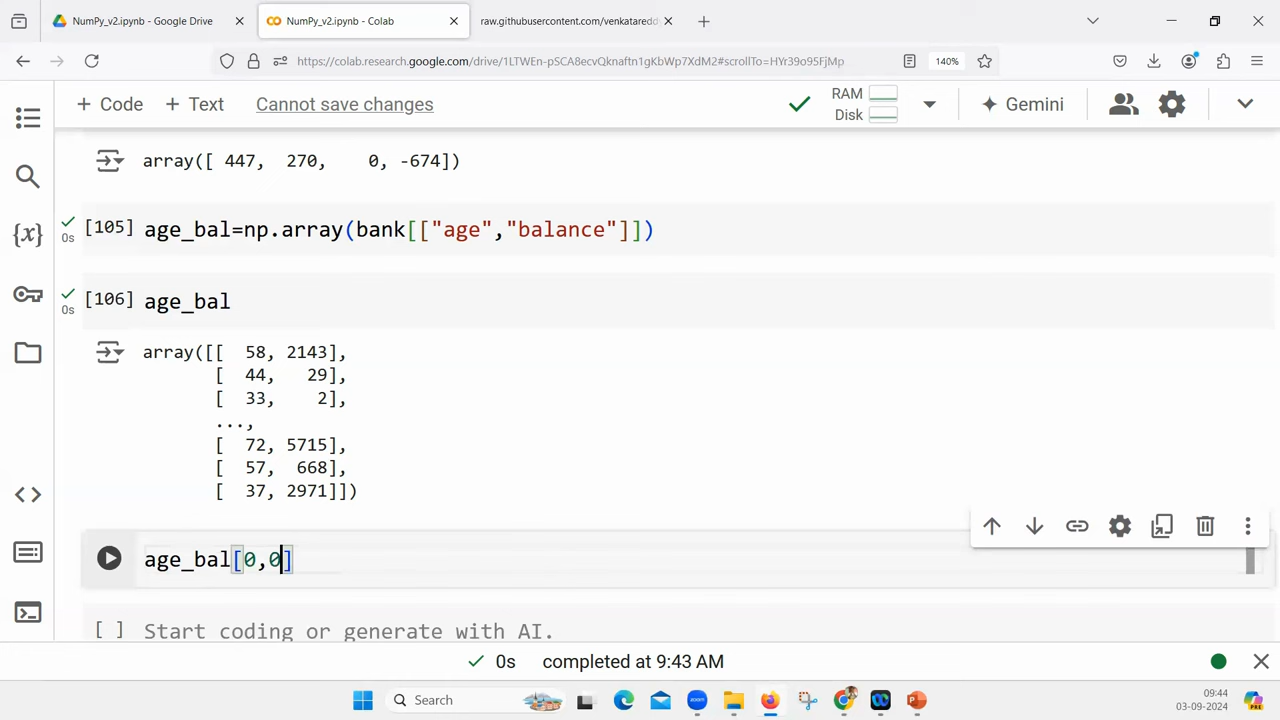 NumPy_v2.ipynb - Google Drive
NumPy_v2.ipynb - Colab
raw.githubusercontent.com/venkatareddy
https://colab.research.google.com/drive/1LTWEn-pSCA8ecvQknaftn1gKbWp7XdM2#scrollTo=HYr39o95FJMp
140%
+ Code + Text Cannot save changes
RAM
Disk
Gemini
array([ 447, 270, 0, -674])
0s
[105] age_bal=np.array(bank[["age","balance"]])
0s
[106] age_bal
array([[ 58, 2143],
[ 44, 29],
[ 33, 2],
...,
[ 72, 5715],
[ 57, 668],
[ 37, 2971]])
age_bal[0,0]
[ ] Start coding or generate with AI.
0s completed at 9:43 AM
Search
zoom
09:44
03-09-2024